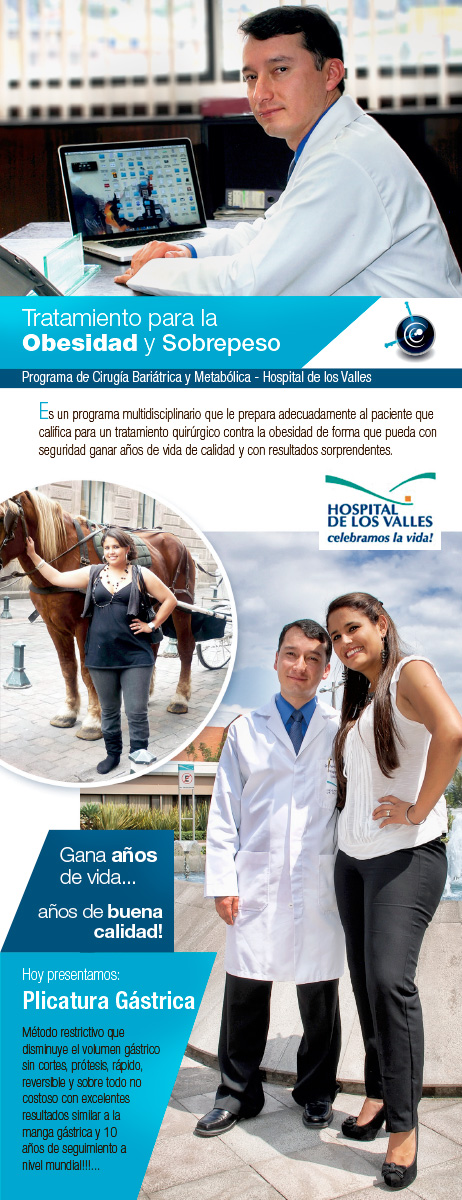 Tratamiento para la
Obesidad y Sobrepeso
Programa de Cirugía Bariátrica y Metabólica - Hospital de los Valles
Es un programa multidisciplinario que le prepara adecuadamente al paciente que
califica para un tratamiento quirúrgico contra la obesidad de forma que pueda con
seguridad ganar años de vida de calidad y con resultados sorprendentes.
HOSPITAL
DE LOS VALLES
celebramos la vida!
E
Gana años
de vida...
años de buena
calidad!
Hoy presentamos:
Plicatura Gástrica
Método restrictivo que
disminuye el volumen gástrico
sin cortes, prótesis, rápido,
reversible y sobre todo no
costoso con excelentes
resultados similar a la
manga gástrica y 10
años de seguimiento a
nivel mundial!!!...